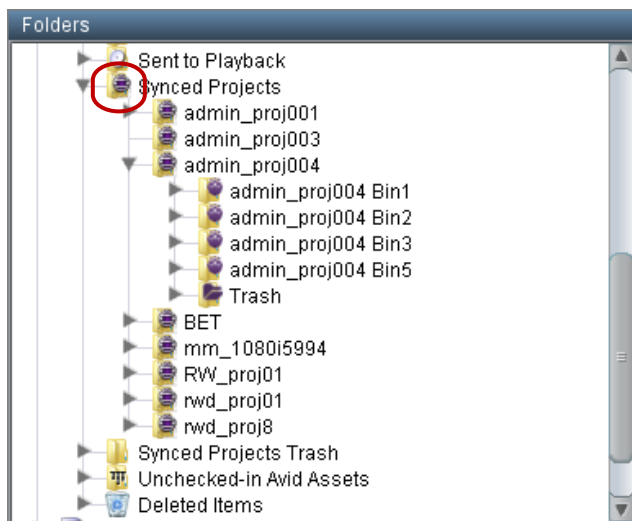 Folders
Sent to Playback
Synced Projects
admin_proj001
admin_proj003
admin_proj004
admin_proj004 Bin1
admin_proj004 Bin2
admin_proj004 Bin3
admin_proj004 Bin5
Trash
BET
mm_1080i5994
RW_proj01
rwd_proj01
rwd_proj8
Synced Projects Trash
Unchecked-in Avid Assets
Deleted Items